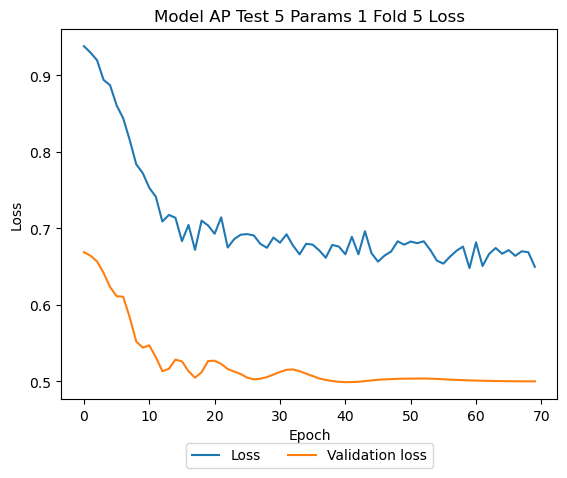 Model AP Test 5 Params 1 Fold 5 Loss
Loss
0.9
0.8
0.7
0.6
0.5
0 10 20 30 40 50 60 70
Epoch
Loss Validation loss